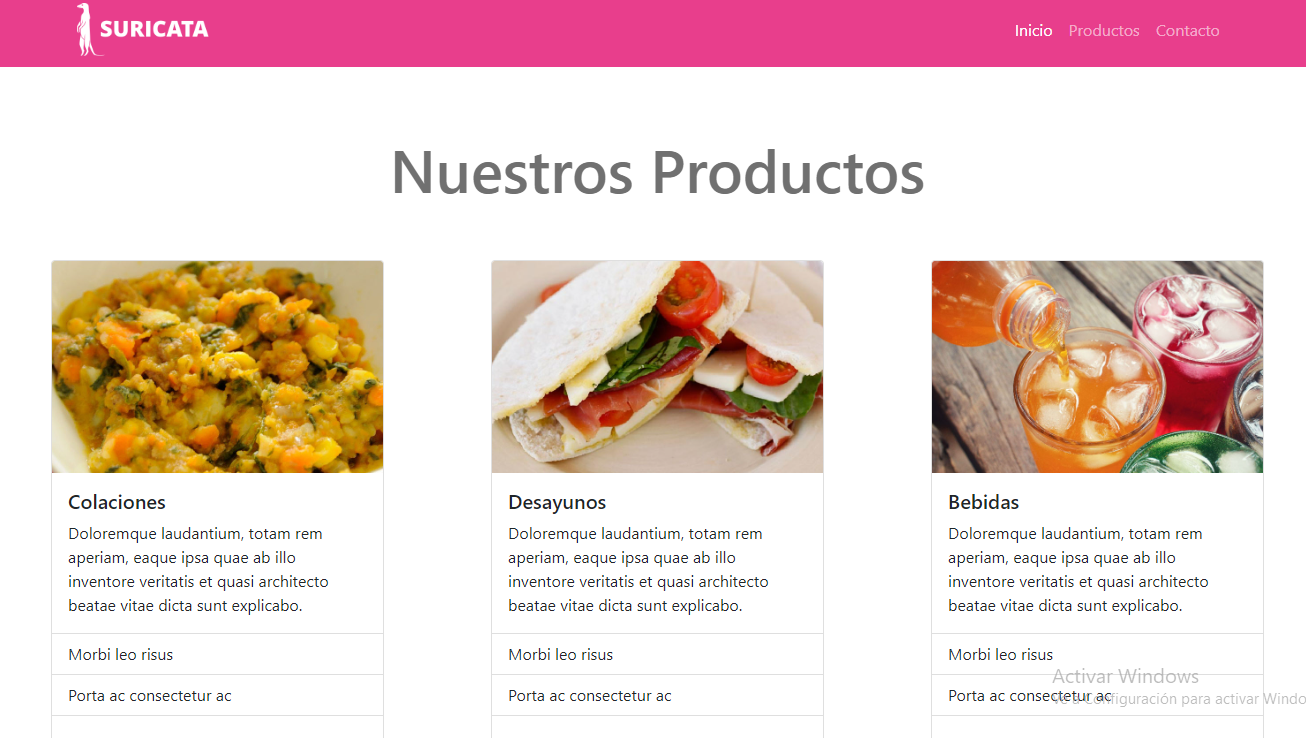 SURICATA
Inicio Productos Contacto
Nuestros Productos
Colaciones
Doloremque laudantium, totam rem
aperiam, eaque ipsa quae ab illo
inventore veritatis et quasi architecto
beatae vitae dicta sunt explicabo.
Morbi leo risus
Porta ac consectetur ac
Desayunos
Doloremque laudantium, totam rem
aperiam, eaque ipsa quae ab illo
inventore veritatis et quasi architecto
beatae vitae dicta sunt explicabo.
Morbi leo risus
Porta ac consectetur ac
Bebidas
Doloremque laudantium, totam rem
aperiam, eaque ipsa quae ab illo
inventore veritatis et quasi architecto
beatae vitae dicta sunt explicabo.
Morbi leo risus
Porta ac consectetur ac
Activar Windows
Ve a Configuración para activar Windo